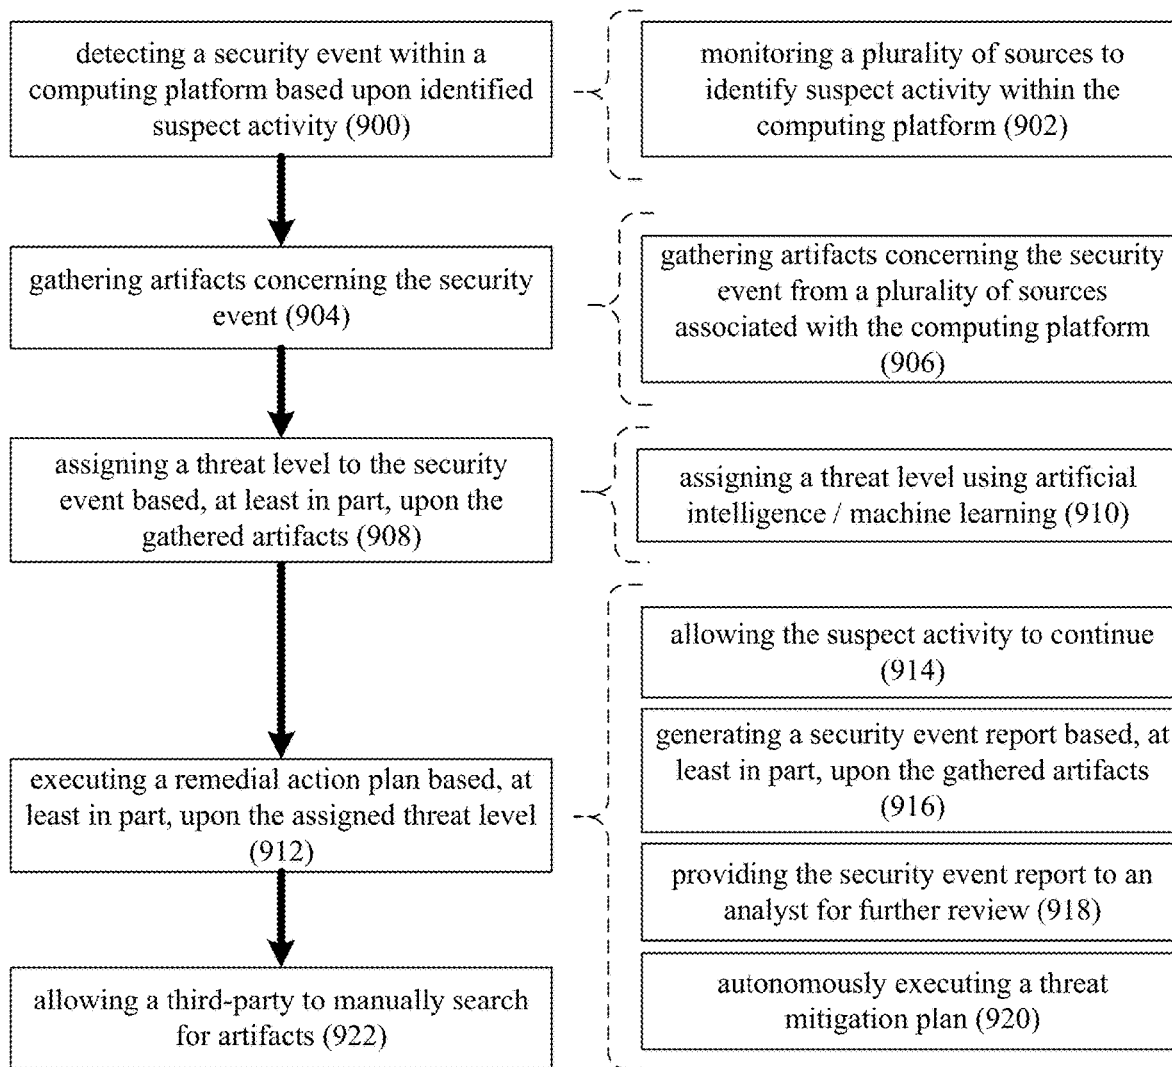 detecting a security event within a
computing platform based upon identified
suspect activity (900)
monitoring a plurality of sources to
identify suspect activity within the
computing platform (902)
gathering artifacts concerning the security
event (904)
gathering artifacts concerning the security
event from a plurality of sources
associated with the computing platform
(906)
assigning a threat level to the security
event based, at least in part, upon the
gathered artifacts (908)
assigning a threat level using artificial
intelligence / machine learning (910)
executing a remedial action plan based, at
least in part, upon the assigned threat level
(912)
allowing the suspect activity to continue
(914)
generating a security event report based, at
least in part, upon the gathered artifacts
(916)
providing the security event report to an
analyst for further review (918)
autonomously executing a threat
mitigation plan (920)
allowing a third-party to manually search
for artifacts (922)